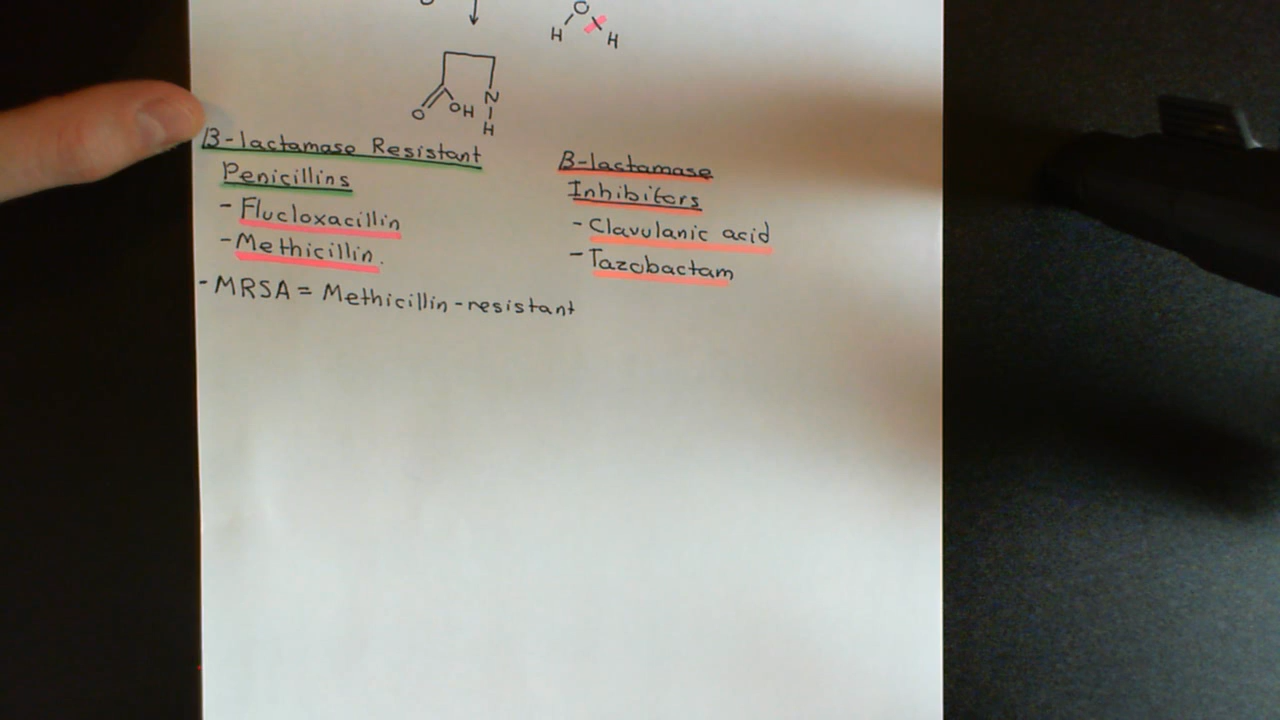 O
H H
O OH N
H
β-lactamase Resistant
Penicillins
- Flucloxacillin
- Methicillin.
- MRSA = Methicillin-resistant
β-lactamase
Inhibitors
- Clavulanic acid
- Tazobactam